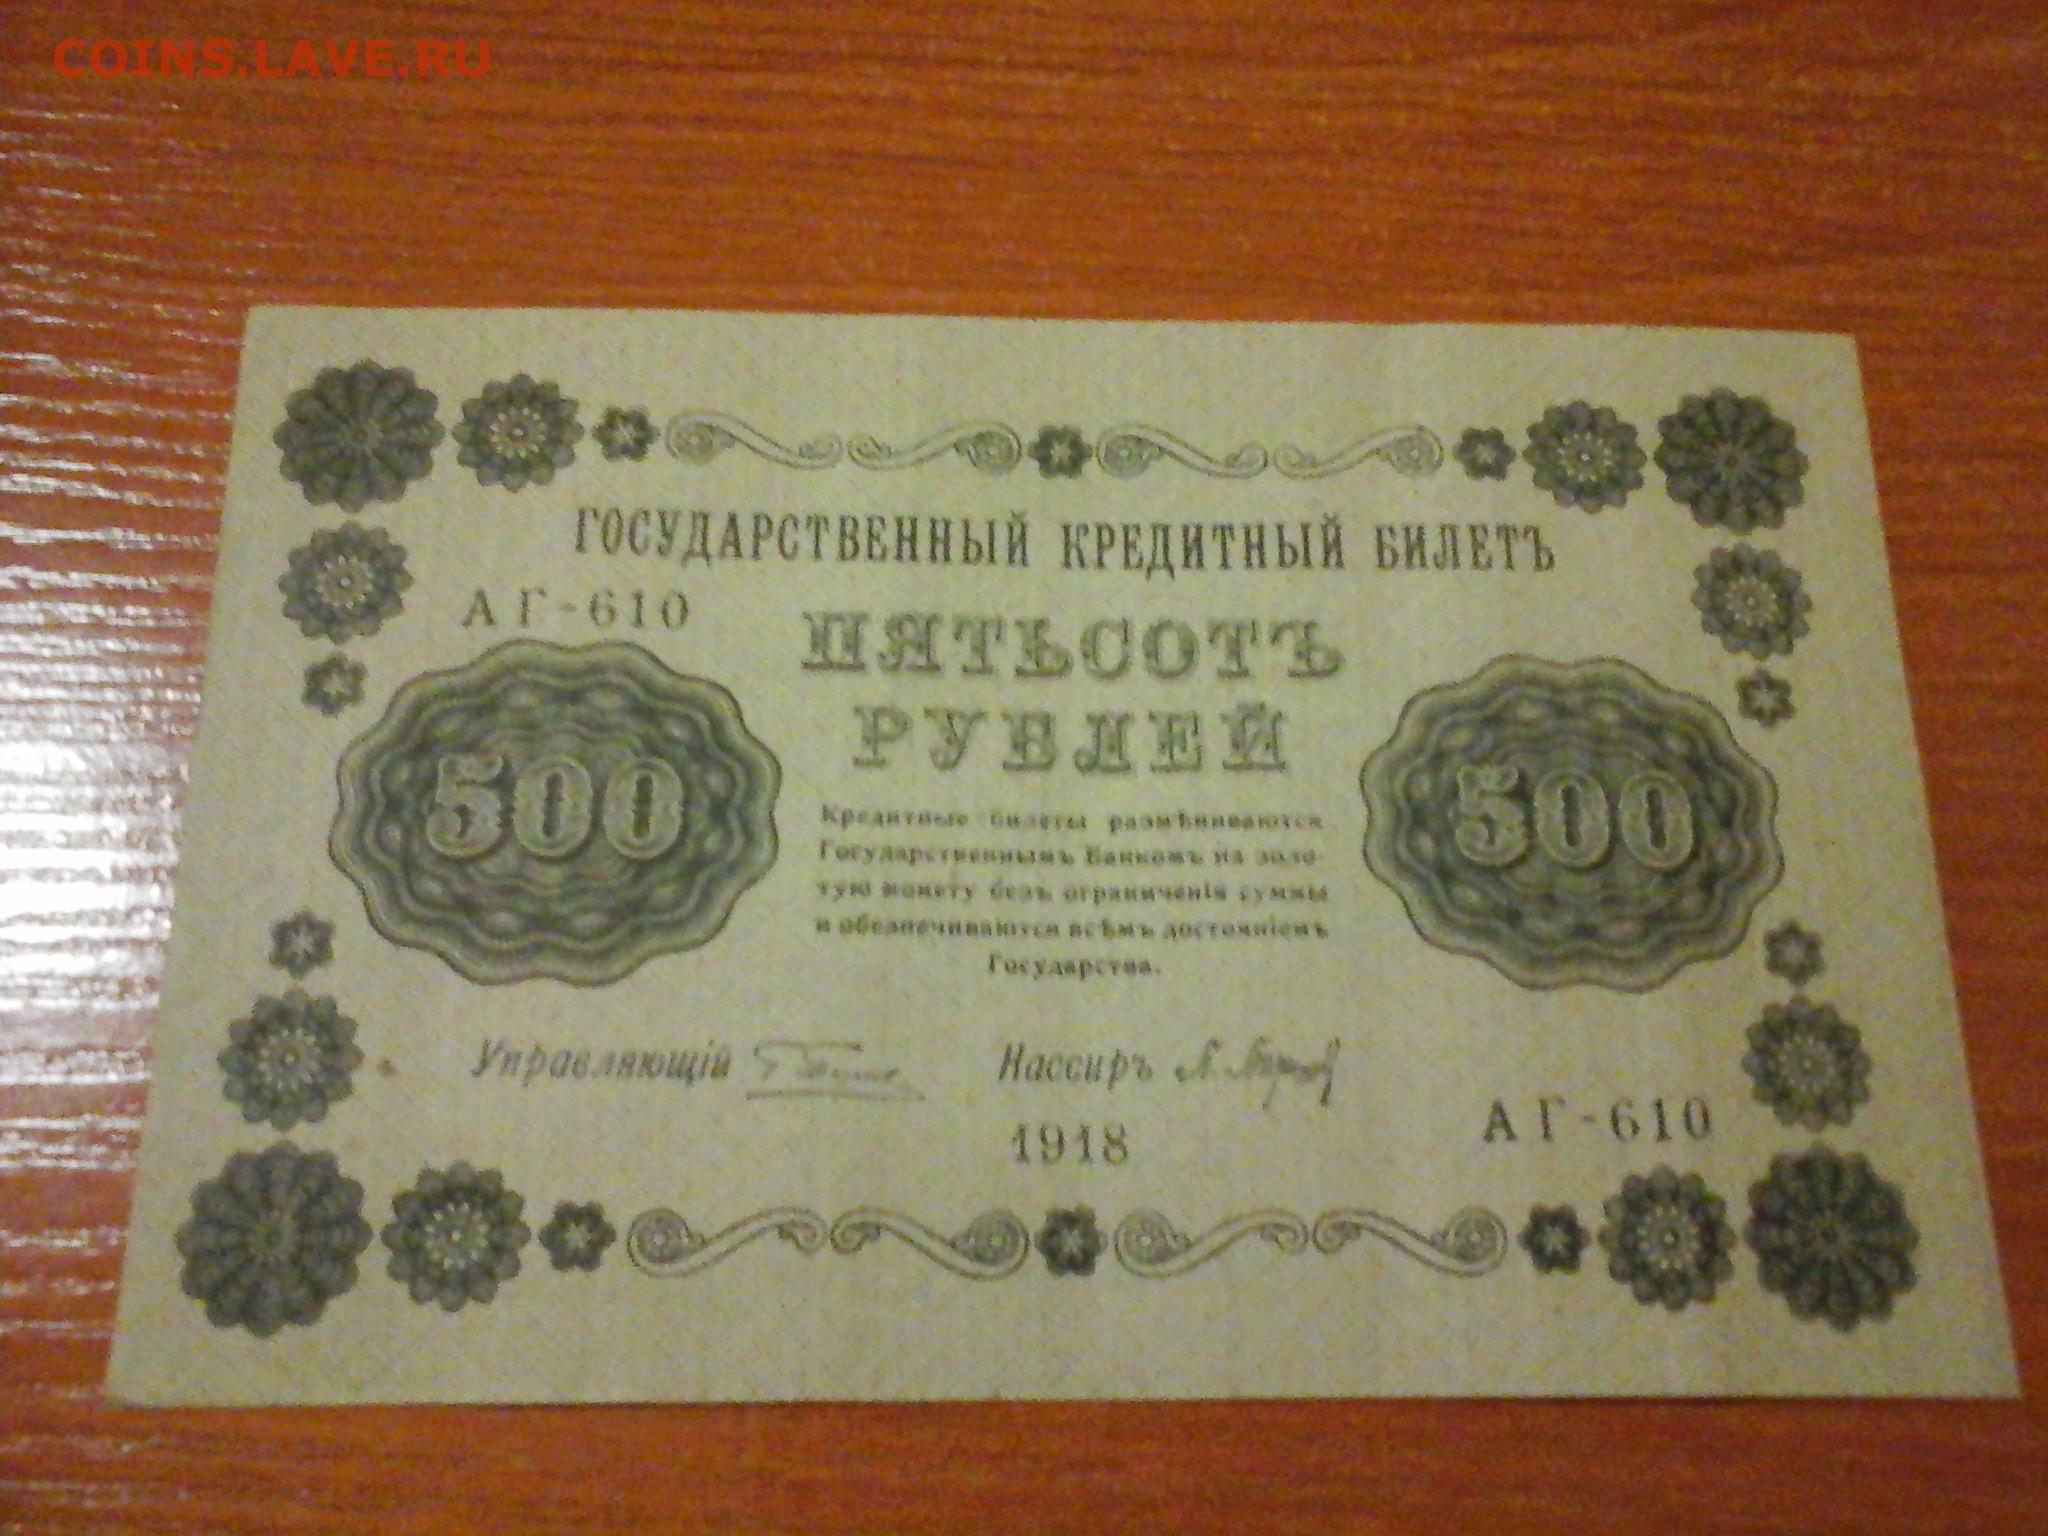 COINS.LAVE.RU
ГОСУДАРСТВЕННЫЙ КРЕДИТНЫЙ БИЛЕТЪ
АГ-610
ПЯТЬСОТЪ
РУБЛЕЙ
500
500
Кредитные билеты размѣниваются
Государственнымъ Банкомъ на золо-
тую монету безъ ограниченія суммы
и обезпечиваются всѣмъ достояніемъ
Государства.
Управляющій
Кассиръ
АГ-610
1918